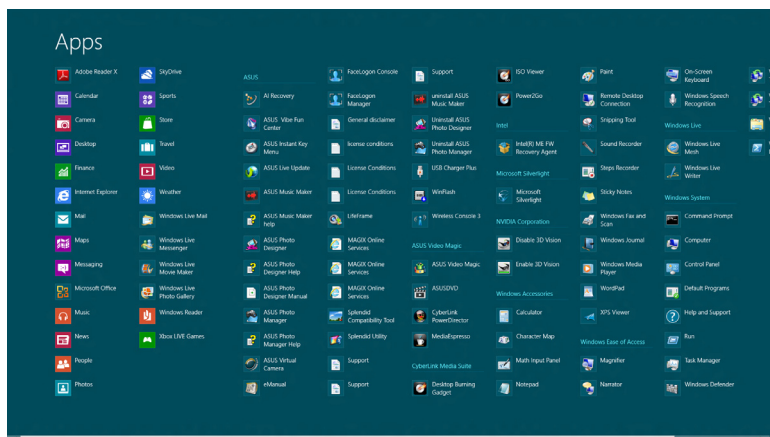 Apps
Adobe Reader X
Calendar
Camera
Desktop
Finance
Internet Explorer
Mail
Maps
Messaging
Microsoft Office
Music
News
People
Photos
SkyDrive
Sports
Store
Travel
Video
Weather
Windows Live Mail
Windows Live
Messenger
Windows Live
Movie Maker
Windows Live
Photo Gallery
Windows Reader
Xbox LIVE Games
ASUS
AI Recovery
ASUS Vibe Fun
Center
ASUS Instant Key
Menu
ASUS Live Update
ASUS Music Maker
ASUS Music Maker
help
ASUS Photo
Designer
ASUS Photo
Designer Help
ASUS Photo
Designer Manual
ASUS Photo
Manager
ASUS Photo
Manager Help
ASUS Virtual
Camera
eManual
FaceLogon Console
FaceLogon
Manager
General disclaimer
license conditions
License Conditions
License Conditions
LifeFrame
MAGIX Online
Services
MAGIX Online
Services
Splendid
Compatibility Tool
Splendid Utility
Support
Support
Support
uninstall ASUS
Music Maker
Uninstall ASUS
Photo Designer
Uninstall ASUS
Photo Manager
USB Charger Plus
WinFlash
Wireless Console 3
ASUS Video Magic
ASUS Video Magic
ASUSDVD
CyberLink
PowerDirector
MediaEspresso
CyberLink Media Suite
Desktop Burning
Gadget
ISO Viewer
Power2Go
Intel
Intel(R) ME FW
Recovery Agent
Microsoft Silverlight
Microsoft
Silverlight
NVIDIA Corporation
Disable 3D Vision
Enable 3D Vision
Windows Accessories
Calculator
Character Map
Math Input Panel
Notepad
Paint
Remote Desktop
Connection
Snipping Tool
Sound Recorder
Steps Recorder
Sticky Notes
Windows Fax and
Scan
Windows Journal
Windows Media
Player
WordPad
XPS Viewer
Windows Ease of Access
Magnifier
Narrator
On-Screen
Keyboard
Windows Speech
Recognition
Windows Live
Windows Live
Mesh
Windows Live
Writer
Windows System
Command Prompt
Computer
Control Panel
Default Programs
Help and Support
Run
Task Manager
Windows Defender